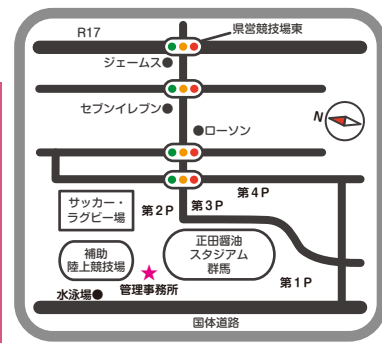 R17
県営競技場東
ジェームス
セブンイレブン
ローソン
N
第4P
第2P
第3P
サッカー・
ラグビー場
正田醤油
スタジアム
群馬
補助
陸上競技場
第1P
水泳場
管理事務所
国体道路